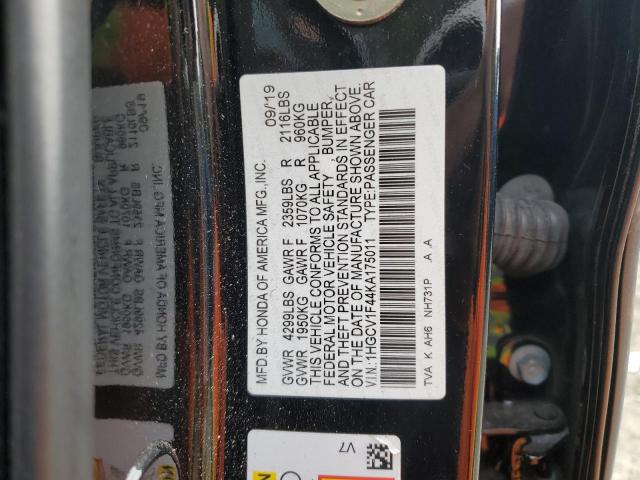 MFD.BY HONDA OF AMERICA MFG.,INC. 09/19
GVWR 4299LBS GAWR F 2359LBS R 2116LBS
GVWR 1950KG GAWR F 1070KG R 960KG
THIS VEHICLE CONFORMS TO ALL APPLICABLE
FEDERAL MOTOR VEHICLE SAFETY , BUMPER,
AND THEFT PREVENTION STANDARDS IN EFFECT
ON THE DATE OF MANUFACTURE SHOWN ABOVE.
V.I.N.:1HGCV1F44KA175011 TYPE:PASSENGER CAR
TVA K AH6 NH731P A A
V7